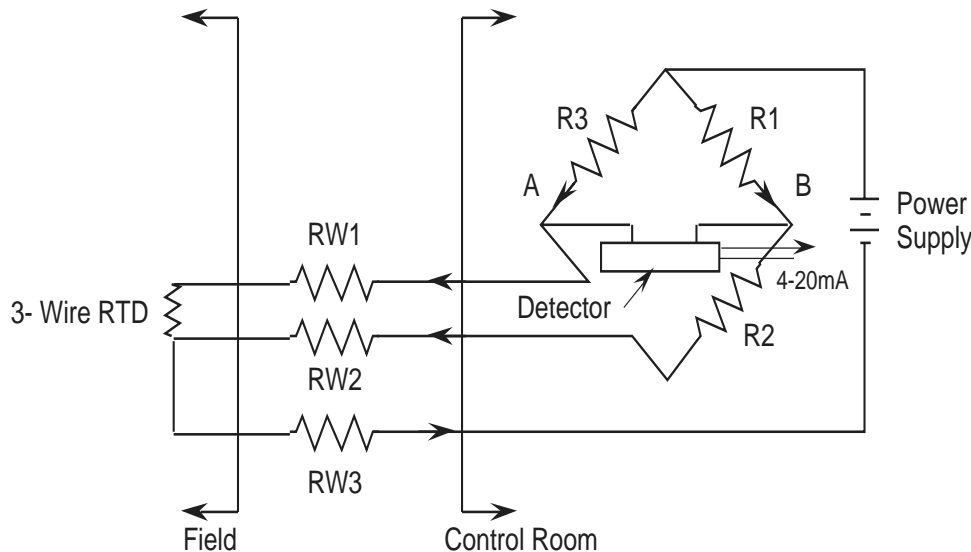 R3
R1
A
B
Power
Supply
RW1
4-20mA
3- Wire RTD
Detector
R2
RW2
RW3
Field
Control Room